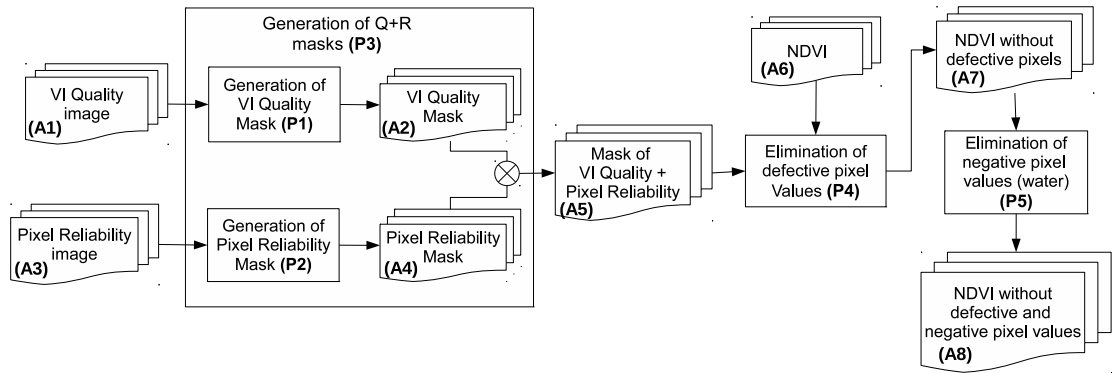 Generation of Q+R
masks (P3)
VI Quality
image
(A1)
Generation of
VI Quality
Mask (P1)
VI Quality
Mask
(A2)
Pixel Reliability
image
(A3)
Generation of
Pixel Reliability
Mask (P2)
Pixel Reliability
Mask
(A4)
Mask of
VI Quality +
Pixel Reliability
(A5)
NDVI
(A6)
Elimination of
defective pixel
Values (P4)
NDVI without
defective pixels
(A7)
Elimination of
negative pixel
values (water)
(P5)
NDVI without
defective and
negative pixel values
(A8)